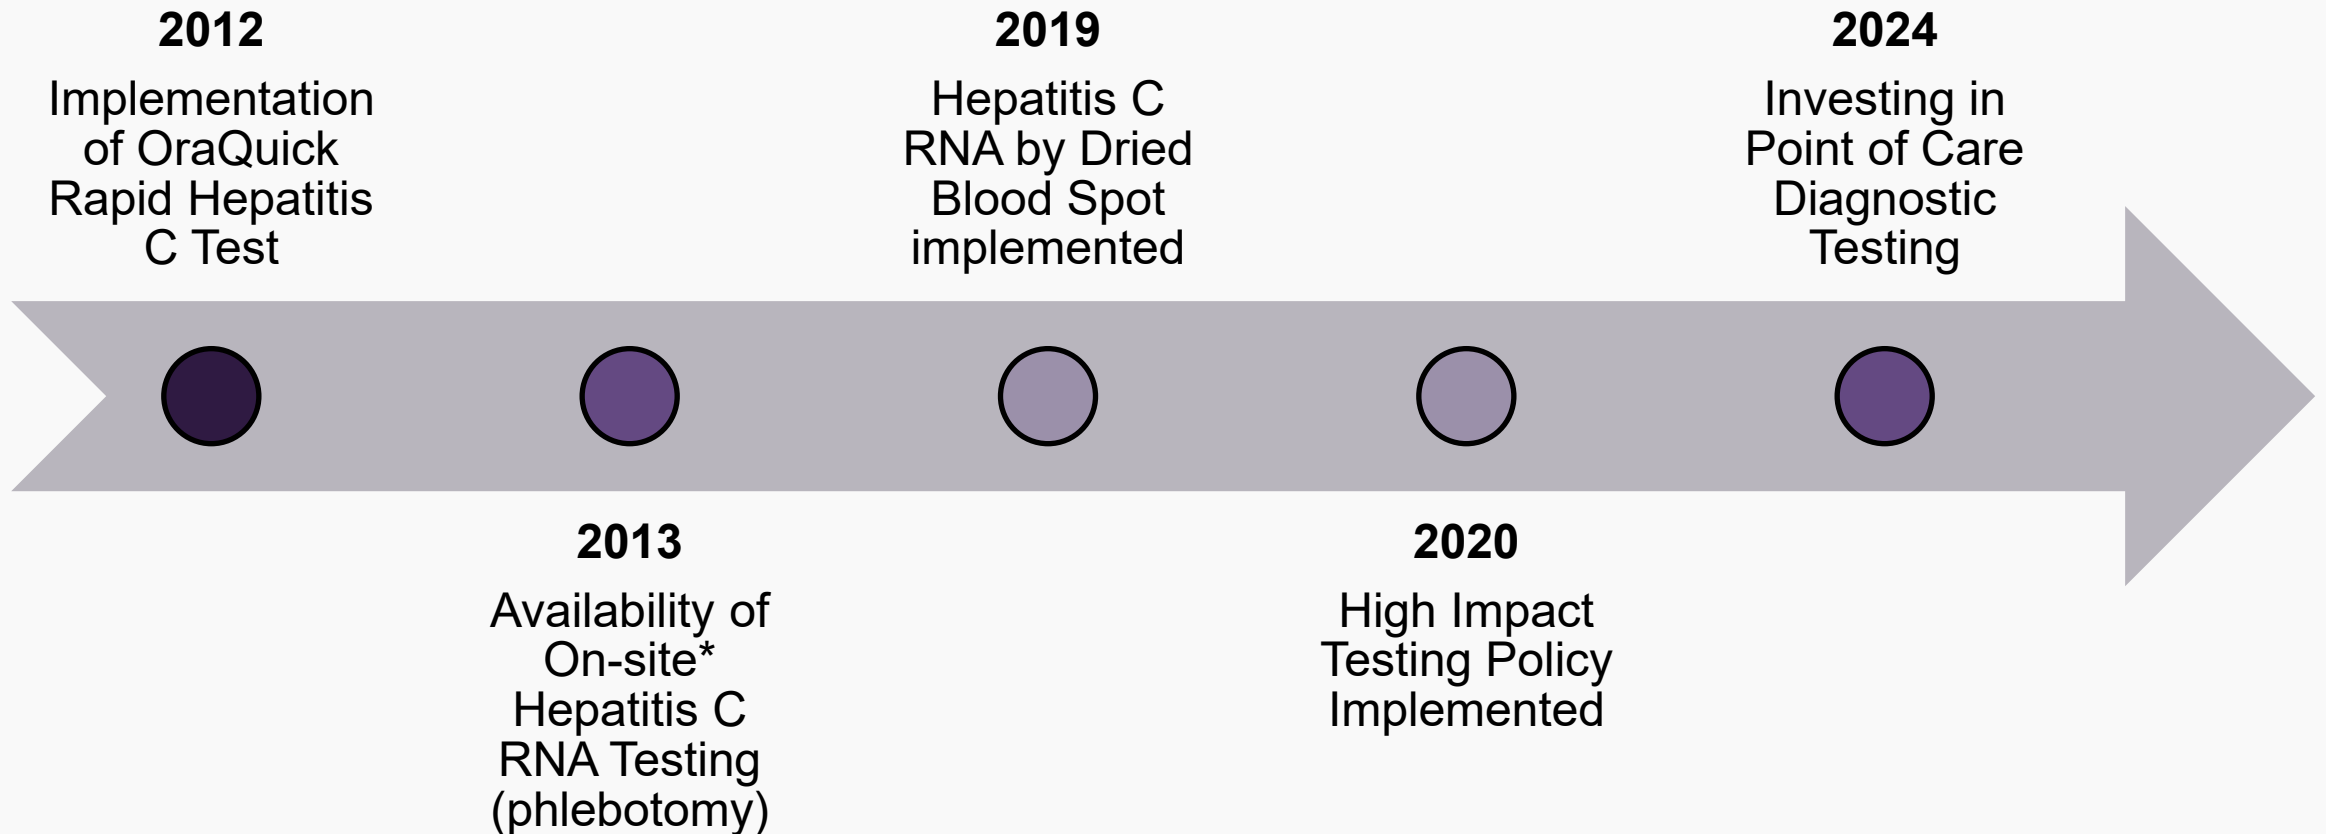 2012
Implementation
of OraQuick
Rapid Hepatitis
C Test
2013
Availability of
On-site*
Hepatitis C
RNA Testing
(phlebotomy)
2019
Hepatitis C
RNA by Dried
Blood Spot
implemented
2020
High Impact
Testing Policy
Implemented
2024
Investing in
Point of Care
Diagnostic
Testing